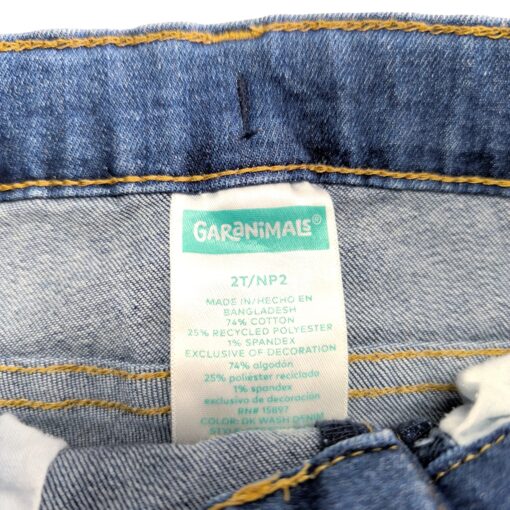 GARANIMALS®
2T/NP2
MADE IN/HECHO EN
BANGLADESH
74% COTTON
25% RECYCLED POLYESTER
1% SPANDEX
EXCLUSIVE OF DECORATION
74% algodón
25% poliéster reciclado
1% spandex
exclusivo de decoración
RN# 15897
COLOR: DK WASH DENIM